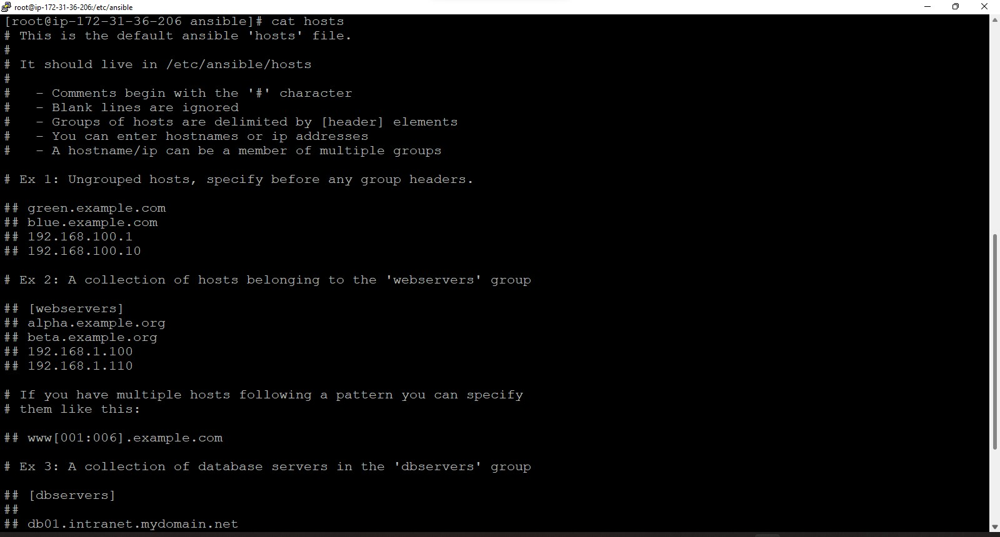 root@ip-172-31-36-206:/etc/ansible
[root@ip-172-31-36-206 ansible]# cat hosts
# This is the default ansible 'hosts' file.
#
# It should live in /etc/ansible/hosts
#
#   - Comments begin with the '#' character
#   - Blank lines are ignored
#   - Groups of hosts are delimited by [header] elements
#   - You can enter hostnames or ip addresses
#   - A hostname/ip can be a member of multiple groups

# Ex 1: Ungrouped hosts, specify before any group headers.

## green.example.com
## blue.example.com
## 192.168.100.1
## 192.168.100.10

# Ex 2: A collection of hosts belonging to the 'webservers' group

## [webservers]
## alpha.example.org
## beta.example.org
## 192.168.1.100
## 192.168.1.110

# If you have multiple hosts following a pattern you can specify
# them like this:

## www[001:006].example.com

# Ex 3: A collection of database servers in the 'dbservers' group

## [dbservers]
##
## db01.intranet.mydomain.net